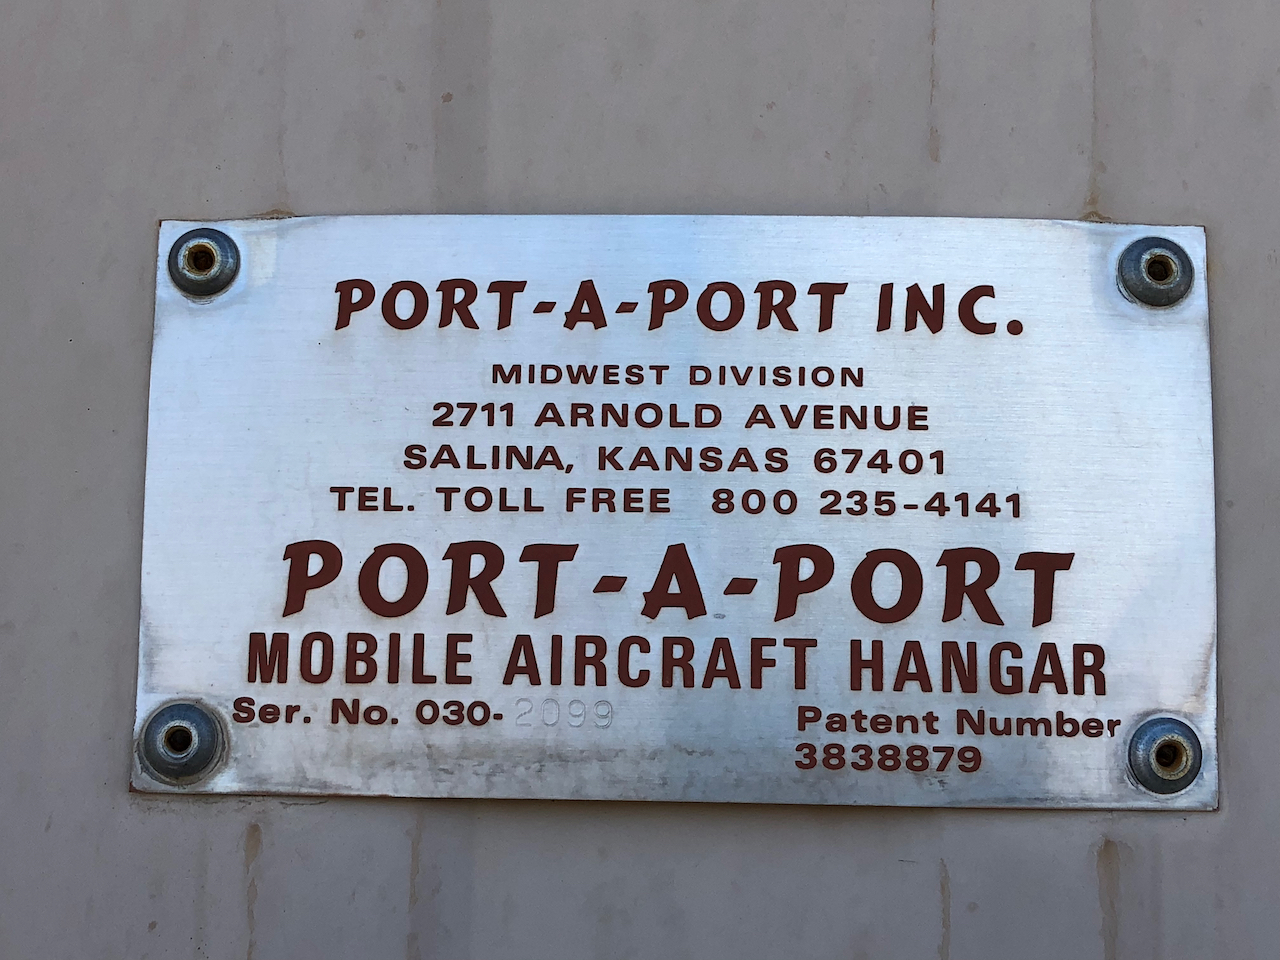 PORT-A-PORT INC.
MIDWEST DIVISION
2711 ARNOLD AVENUE
SALINA, KANSAS 67401
TEL. TOLL FREE 800 235-4141
PORT-A-PORT
MOBILE AIRCRAFT HANGAR
Ser. No. 030-2099
Patent Number
3838879